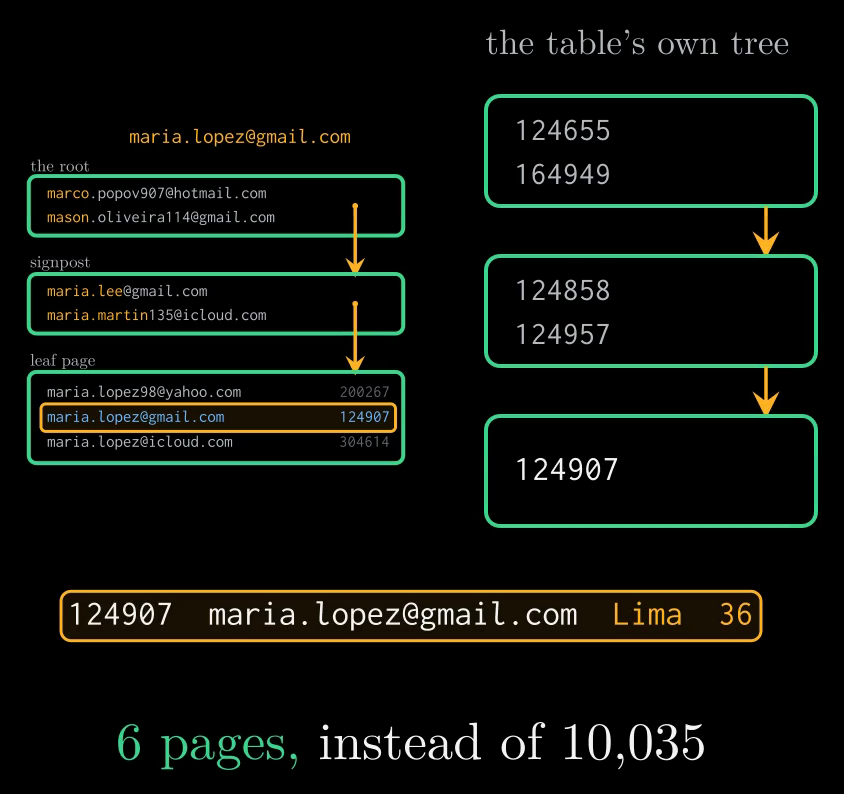 the table's own tree
maria.lopez@gmail.com
the root
marco.popov907@hotmail.com
mason.oliveira114@gmail.com
signpost
maria.lee@gmail.com
maria.martin135@icloud.com
leaf page
maria.lopez98@yahoo.com 200267
maria.lopez@gmail.com 124907
maria.lopez@icloud.com 304614
124655
164949
124858
124957
124907
124907 maria.lopez@gmail.com Lima 36
6 pages, instead of 10,035